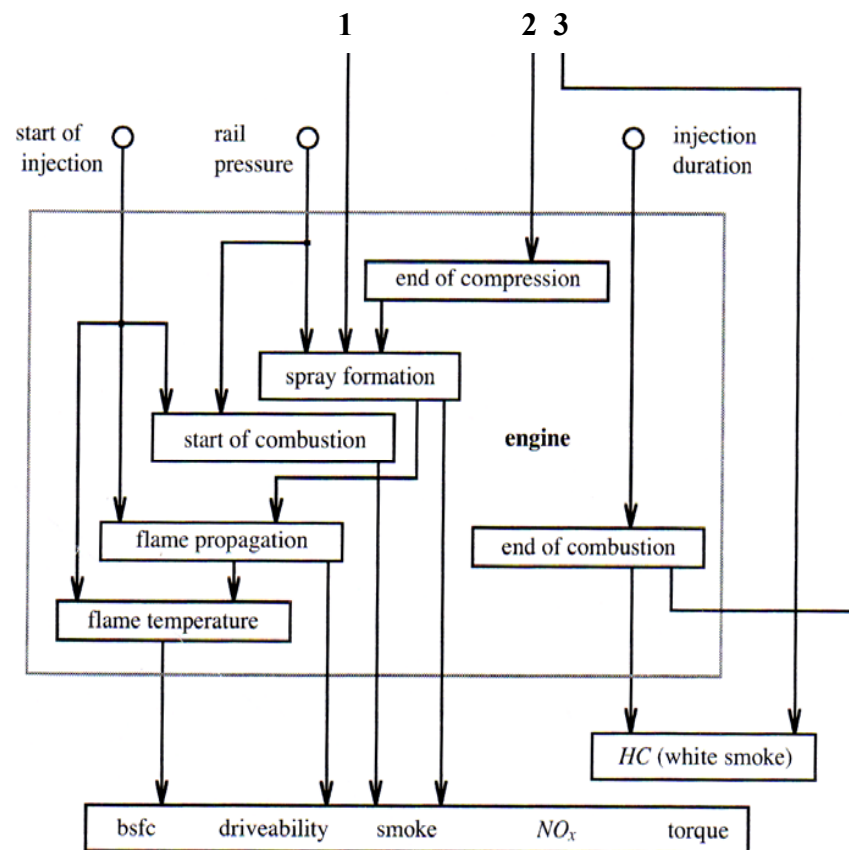 1 2 3
start of
injection
rail
pressure
injection
duration
end of compression
spray formation
start of combustion
engine
flame propagation
end of combustion
flame temperature
HC (white smoke)
bsfc driveability smoke NOx torque